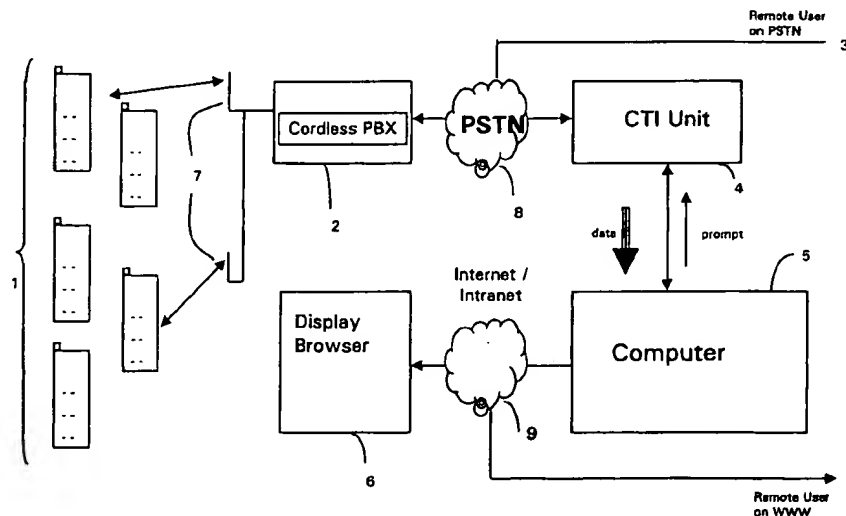 Remote User
on PSTN
3
1
7
Cordless PBX
2
PSTN
8
CTI Unit
4
data
prompt
5
Internet /
Intranet
Display
Browser
6
9
Computer
Remote User
on WWW